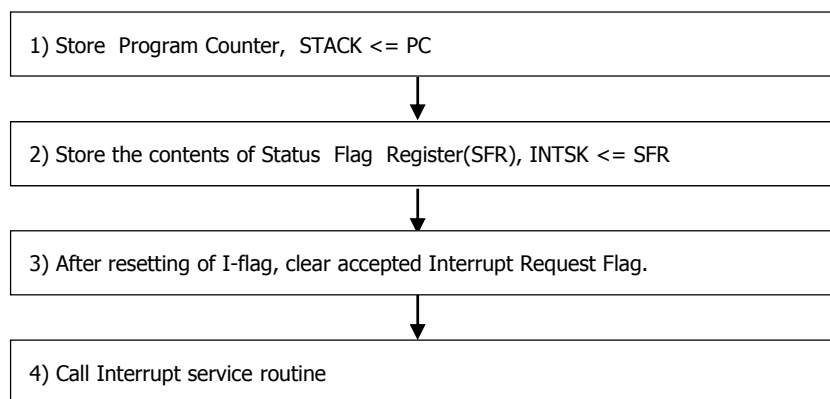 1) Store Program Counter, STACK <= PC
2) Store the contents of Status Flag Register(SFR), INTSK <= SFR
3) After resetting of I-flag, clear accepted Interrupt Request Flag.
4) Call Interrupt service routine